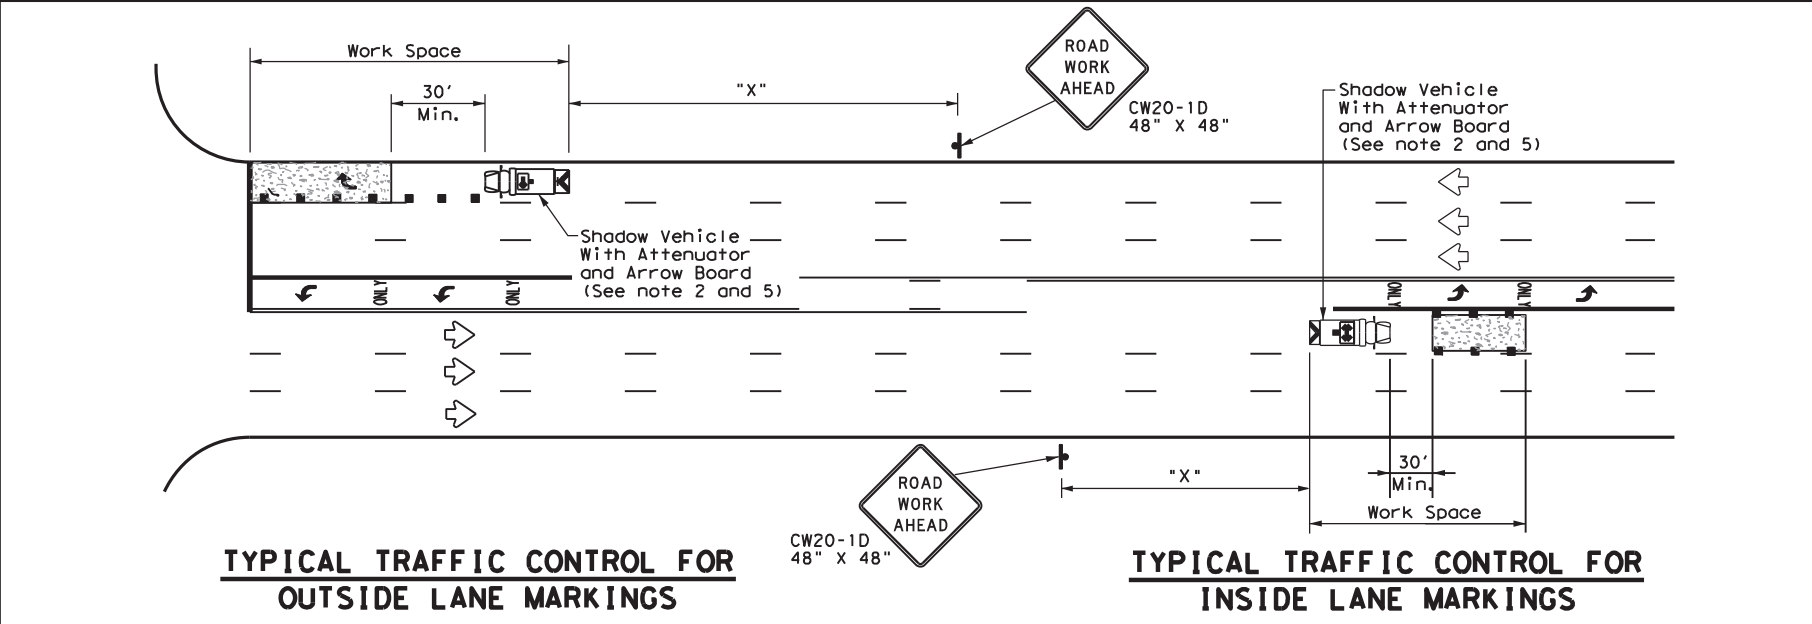 Work Space
30'
Min.
"X"
ROAD
WORK
AHEAD
CW20-1D
48" X 48"
Shadow Vehicle
With Attenuator
and Arrow Board
(See note 2 and 5)
Shadow Vehicle
With Attenuator
and Arrow Board
(See note 2 and 5)
ONLY
ONLY
ONLY
ONLY
ROAD
WORK
AHEAD
CW20-1D
48" X 48"
"X"
30'
Min.
Work Space
TYPICAL TRAFFIC CONTROL FOR
OUTSIDE LANE MARKINGS
TYPICAL TRAFFIC CONTROL FOR
INSIDE LANE MARKINGS